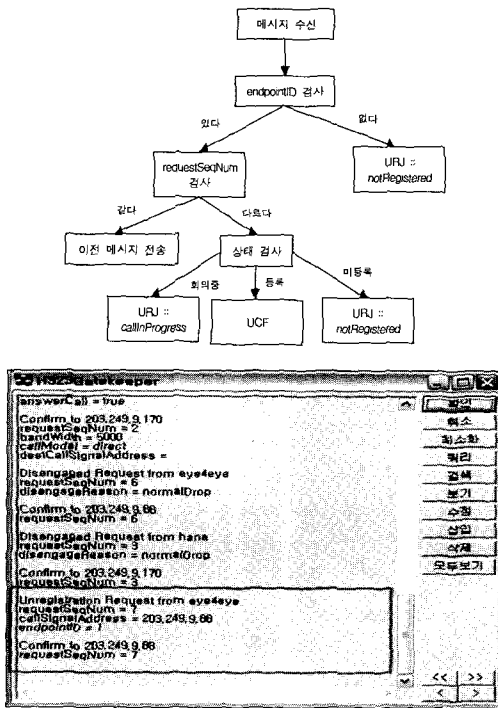 메시지 수신
endpointID 검사
있다
없다
requestSeqNum
검사
URJ ::
notRegistered
같다
다르다
이전 메시지 전송
상태 검사
회의중
등록
미등록
URJ ::
callInProgress
UCF
URJ ::
notRegistered
H323Gatekeeper
answerCall = true
Confirm to 203,249,9,170
requestSeqNum = 2
bandWidth = 5000
callModel = direct
destCallSignalAddress =
Disengaged Request from eye4eye
requestSeqNum = 6
disengageReason = normalDrop
Confirm to 203,249,9,88
requestSeqNum = 6
Disengaged Request from hana
requestSeqNum = 3
disengageReason = normalDrop
Confirm to 203,249,9,170
requestSeqNum = 3
Unregistration Request from eye4eye
requestSeqNum = 7
callSignalAddress = 203,249,9,88
endpointID = 1
Confirm to 203,249,9,88
requestSeqNum = 7
확인
취소
최소화
쿼리
검색
보기
수정
삽입
삭제
모두보기
<< >>
< >